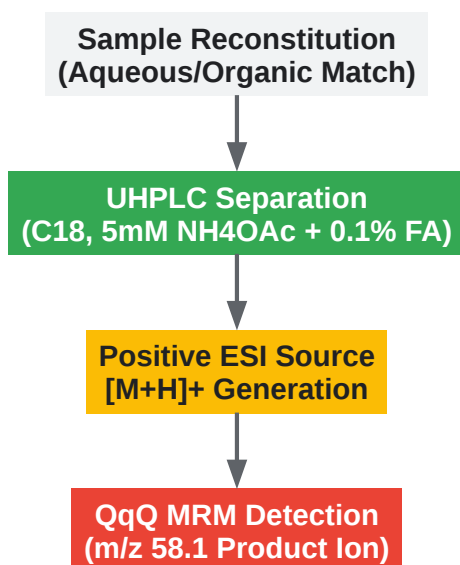 Sample Reconstitution
(Aqueous/Organic Match)
UHPLC Separation
(C18, 5mM NH4OAc + 0.1% FA)
Positive ESI Source
[M+H]+ Generation
QqQ MRM Detection
(m/z 58.1 Product Ion)